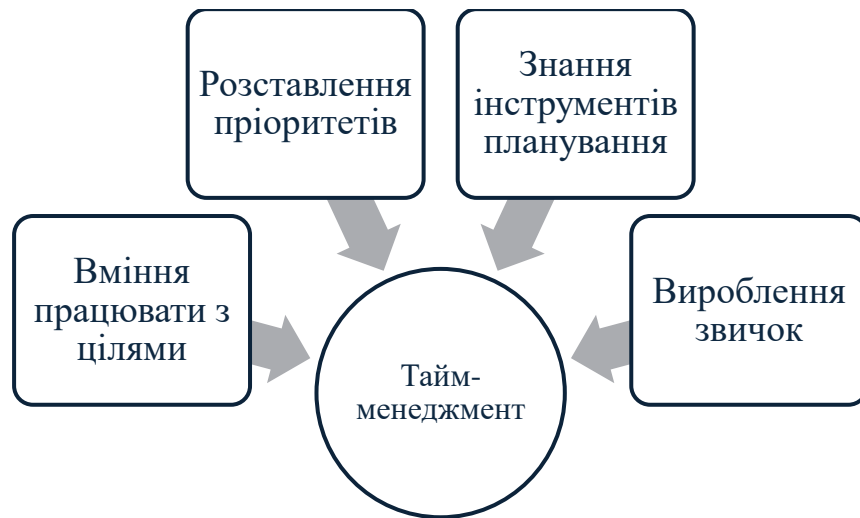 Розставлення
пріоритетів
Знання
інструментів
планування
Вміння
працювати з
цілями
Вироблення
звичок
Тайм-
менеджмент